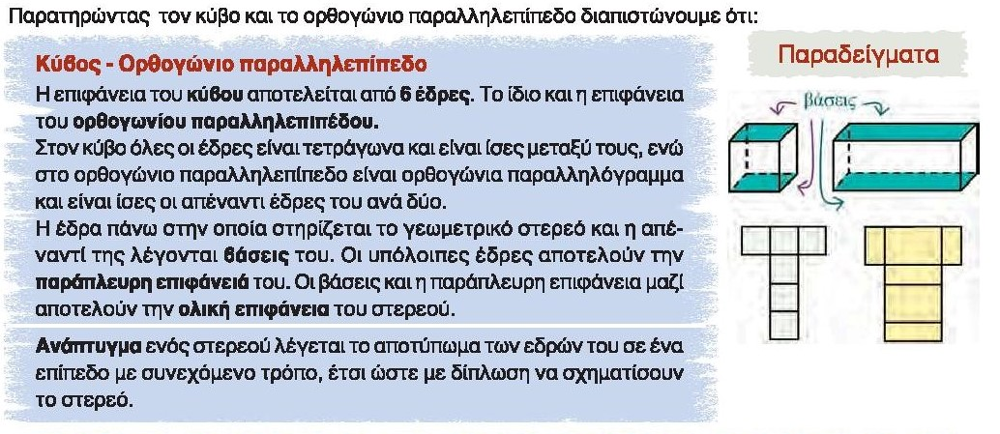 Παρατηρώντας τον κύβο και το ορθογώνιο παραλληλεπίπεδο διαπιστώνουμε ότι:
Κύβος - Ορθογώνιο παραλληλεπίπεδο
Η επιφάνεια του κύβου αποτελείται από 6 έδρες. Το ίδιο και η επιφάνεια
του ορθογωνίου παραλληλεπιπέδου.
Στον κύβο όλες οι έδρες είναι τετράγωνα και είναι ίσες μεταξύ τους, ενώ
στο ορθογώνιο παραλληλεπίπεδο είναι ορθογώνια παραλληλόγραμμα
και είναι ίσες οι απέναντι έδρες του ανά δύο.
Η έδρα πάνω στην οποία στηρίζεται το γεωμετρικό στερεό και η απέ-
ναντί της λέγονται βάσεις του. Οι υπόλοιπες έδρες αποτελούν την
παράπλευρη επιφάνειά του. Οι βάσεις και η παράπλευρη επιφάνεια μαζί
αποτελούν την ολική επιφάνεια του στερεού.
Ανάπτυγμα ενός στερεού λέγεται το αποτύπωμα των εδρών του σε ένα
επίπεδο με συνεχόμενο τρόπο, έτσι ώστε με δίπλωση να σχηματίσουν
το στερεό.
Παραδείγματα
βάσεις